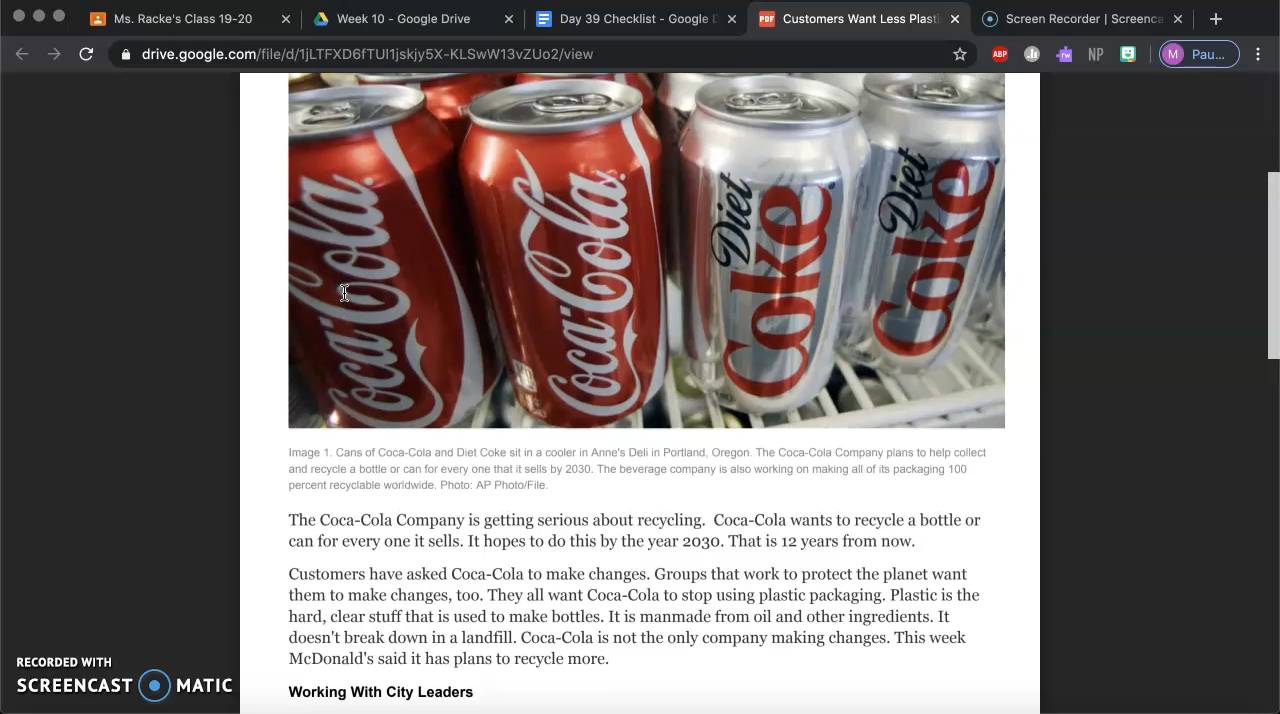 Ms. Racke's Class 19-20
Week 10 - Google Drive
Day 39 Checklist - Google D
PDF
Customers Want Less Plasti
Screen Recorder | Screenca
drive.google.com/file/d/1jLTFXD6fTUl1jskjy5X-KLSwW13vZUo2/view
ABP
rw
NP
M
Pau...
Coca-Cola
Coca-Cola
Diet Coke
Diet Coke
Image 1. Cans of Coca-Cola and Diet Coke sit in a cooler in Anne's Deli in Portland, Oregon. The Coca-Cola Company plans to help collect
and recycle a bottle or can for every one that it sells by 2030. The beverage company is also working on making all of its packaging 100
percent recyclable worldwide. Photo: AP Photo/File.
The Coca-Cola Company is getting serious about recycling. Coca-Cola wants to recycle a bottle or
can for every one it sells. It hopes to do this by the year 2030. That is 12 years from now.
Customers have asked Coca-Cola to make changes. Groups that work to protect the planet want
them to make changes, too. They all want Coca-Cola to stop using plastic packaging. Plastic is the
hard, clear stuff that is used to make bottles. It is manmade from oil and other ingredients. It
doesn't break down in a landfill. Coca-Cola is not the only company making changes. This week
McDonald's said it has plans to recycle more.
Working With City Leaders
RECORDED WITH
SCREENCAST MATIC